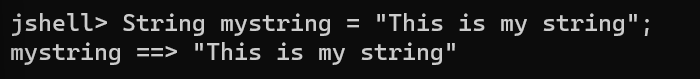 jshell> String mystring = "This is my string";
mystring ==> "This is my string"